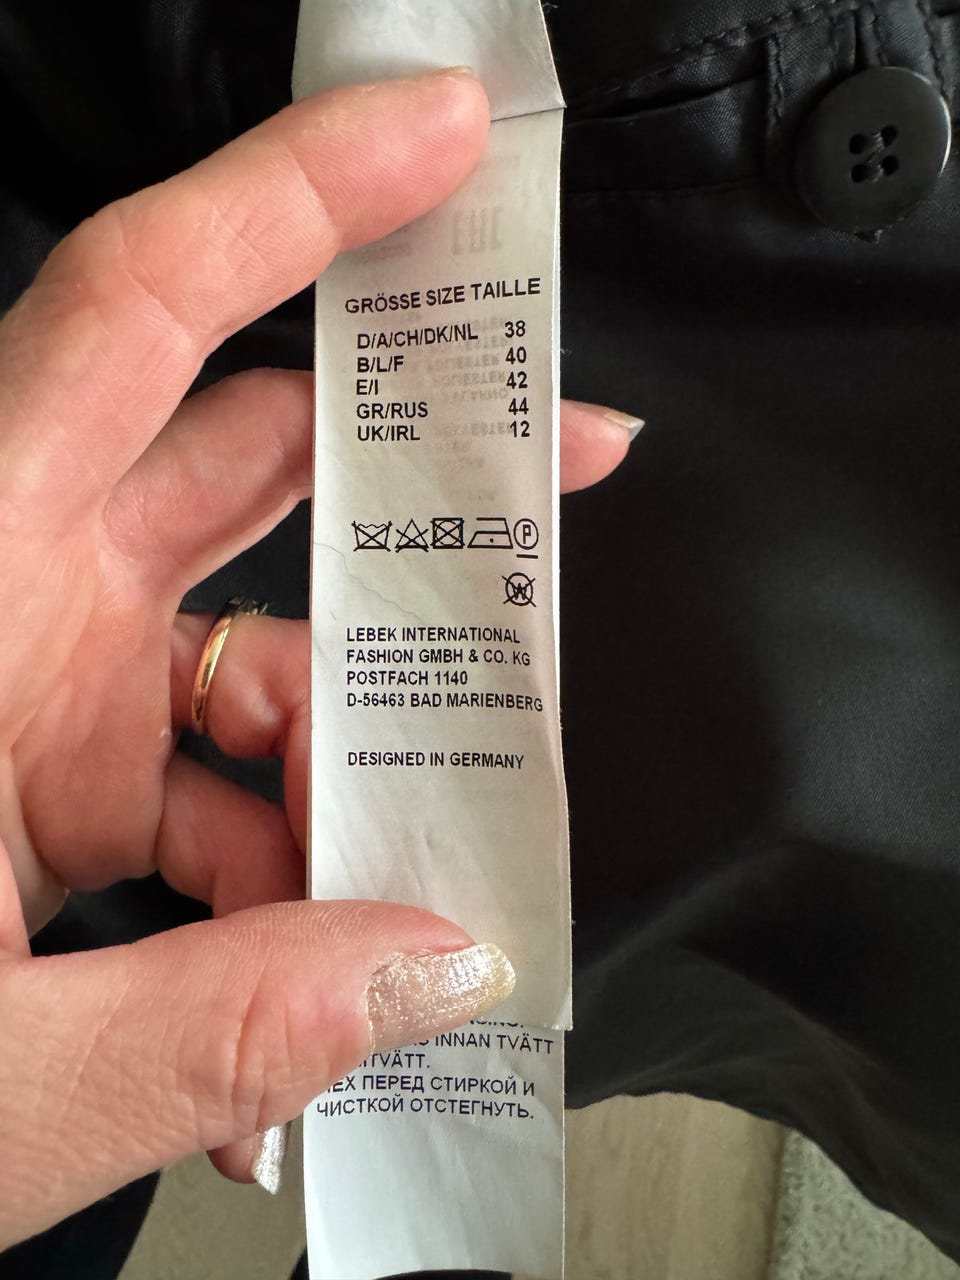 GRÖSSE SIZE TAILLE
D/A/CH/DK/NL 38
B/L/F 40
E/I 42
GR/RUS 44
UK/IRL 12
P
W
LEBEK INTERNATIONAL
FASHION GMBH & CO. KG
POSTFACH 1140
D-56463 BAD MARIENBERG
DESIGNED IN GERMANY
INNAN TVÄTT
ПЕРЕД СТИРКОЙ И
ЧИСТКОЙ ОТСТЕГНУТЬ.